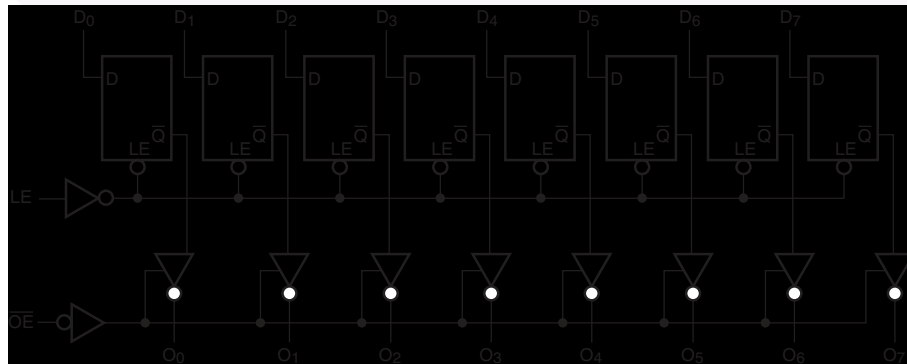 D₀ D₁ D₂ D₃ D₄ D₅ D₆ D₇
D D D D D D D D
Q̅ Q̅ Q̅ Q̅ Q̅ Q̅ Q̅ Q̅
LE LE LE LE LE LE LE LE
LE
O̅E̅
O₀ O₁ O₂ O₃ O₄ O₅ O₆ O₇